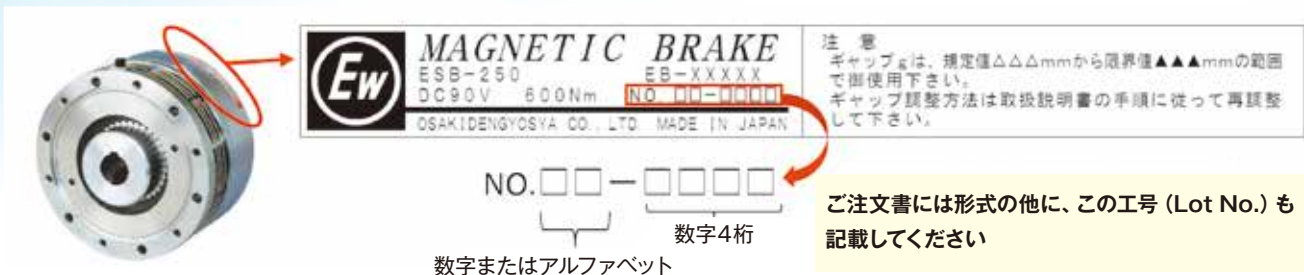 Ew
MAGNETIC BRAKE
ESB-250 EB-XXXXX
DC90V 600Nm NO. □□-□□□□
OSAKIDENGYOSYA CO., LTD. MADE IN JAPAN
注 意
ギャップgは、規定値△△△mmから限界値▲▲▲mmの範囲
で御使用下さい。
ギャップ調整方法は取扱説明書の手順に従って再調整
して下さい。
NO.□□－□□□□
数字4桁
数字またはアルファベット
ご注文書には形式の他に、この工号(Lot No.)も
記載してください